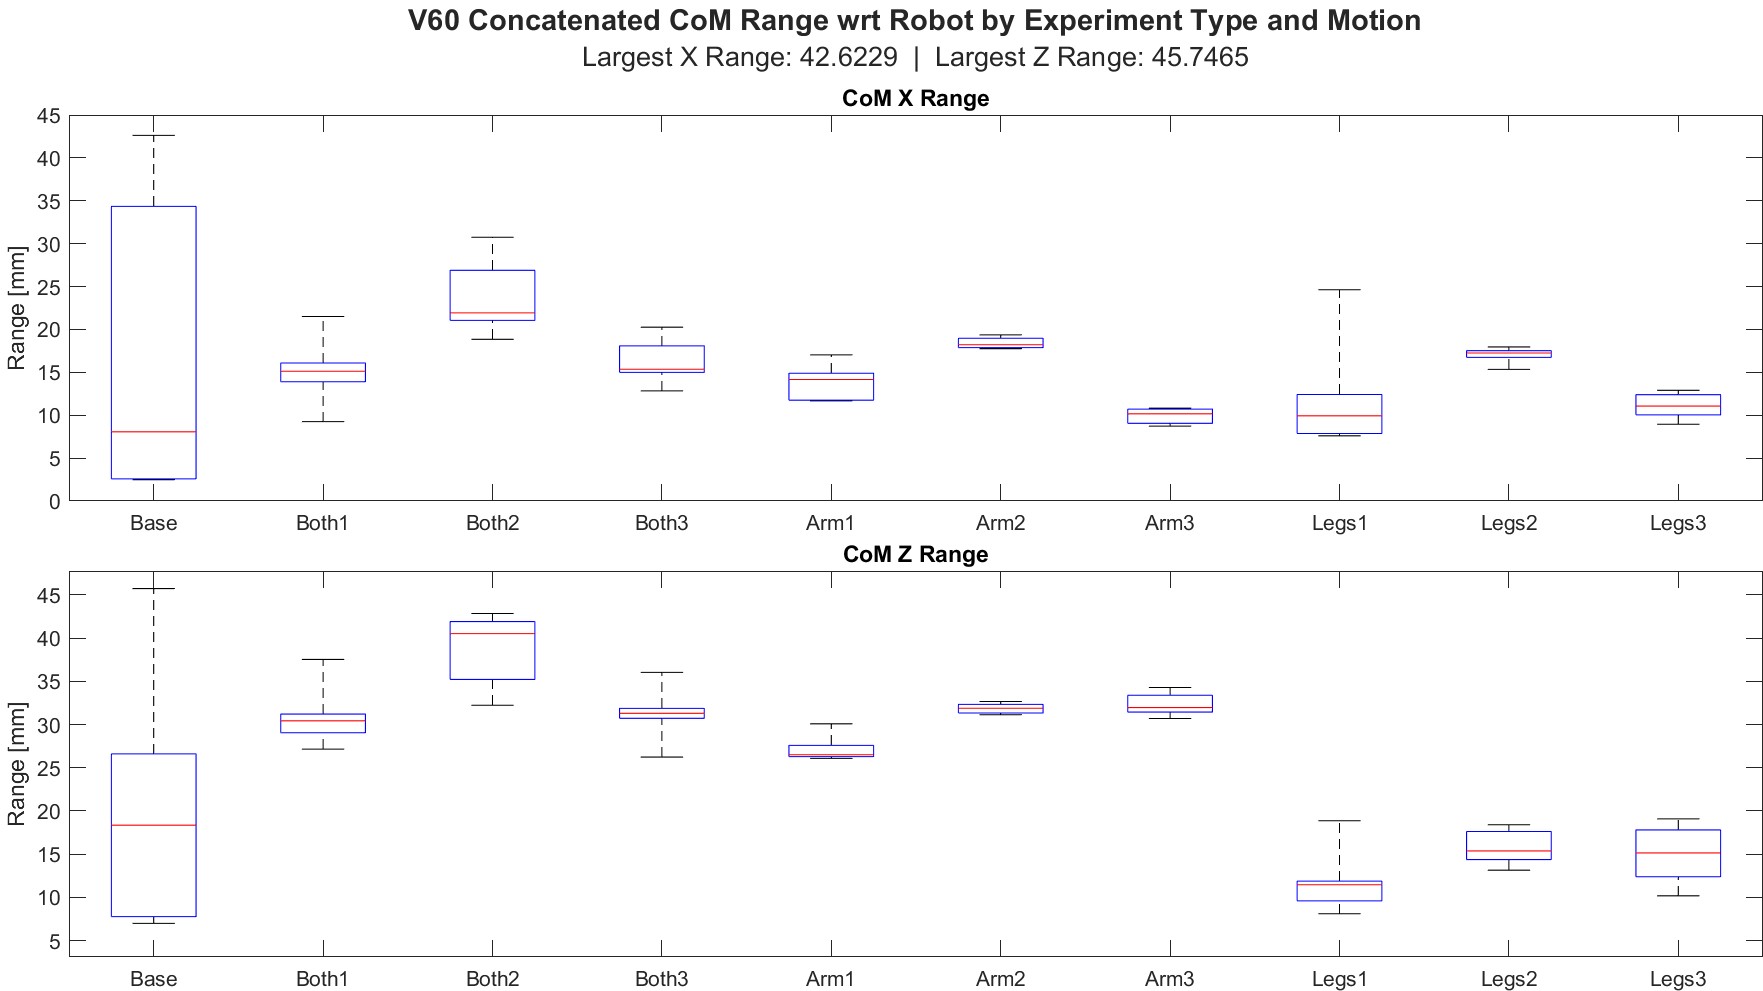 V60 Concatenated CoM Range wrt Robot by Experiment Type and Motion
Largest X Range: 42.6229 | Largest Z Range: 45.7465
CoM X Range
Range [mm]
45
40
35
30
25
20
15
10
5
0
Base Both1 Both2 Both3 Arm1 Arm2 Arm3 Legs1 Legs2 Legs3
CoM Z Range
Range [mm]
45
40
35
30
25
20
15
10
5
Base Both1 Both2 Both3 Arm1 Arm2 Arm3 Legs1 Legs2 Legs3